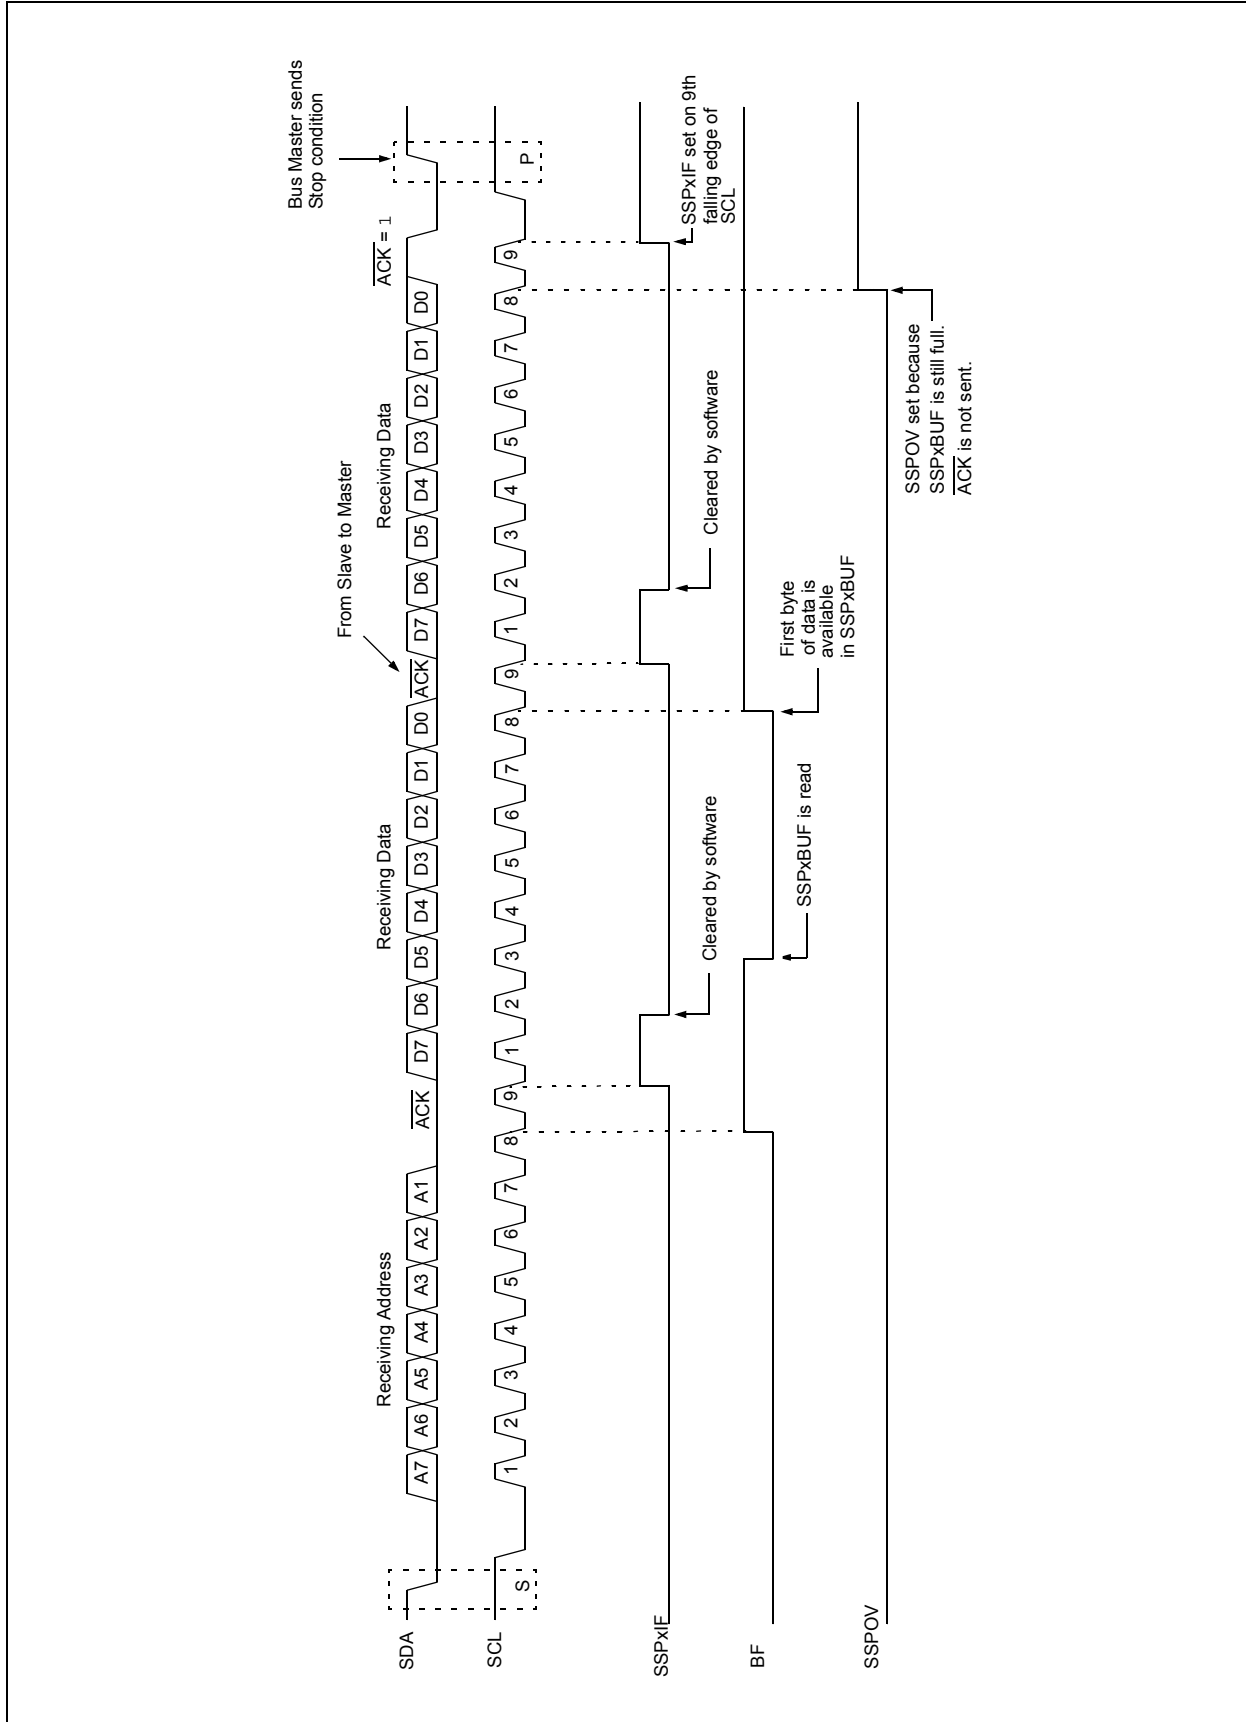 Bus Master sends
Stop condition
From Slave to Master
Receiving Address
Receiving Data
Receiving Data
ACK = 1
SDA
A7 A6 A5 A4 A3 A2 A1
ACK
D7 D6 D5 D4 D3 D2 D1 D0
ACK
D7 D6 D5 D4 D3 D2 D1 D0
SCL
S
1 2 3 4 5 6 7 8 9
1 2 3 4 5 6 7 8 9
1 2 3 4 5 6 7 8 9
P
SSPxIF
Cleared by software
Cleared by software
SSPxIF set on 9th
falling edge of
SCL
BF
SSPxBUF is read
First byte
of data is
available
in SSPxBUF
SSPOV
SSPOV set because
SSPxBUF is still full.
ACK is not sent.